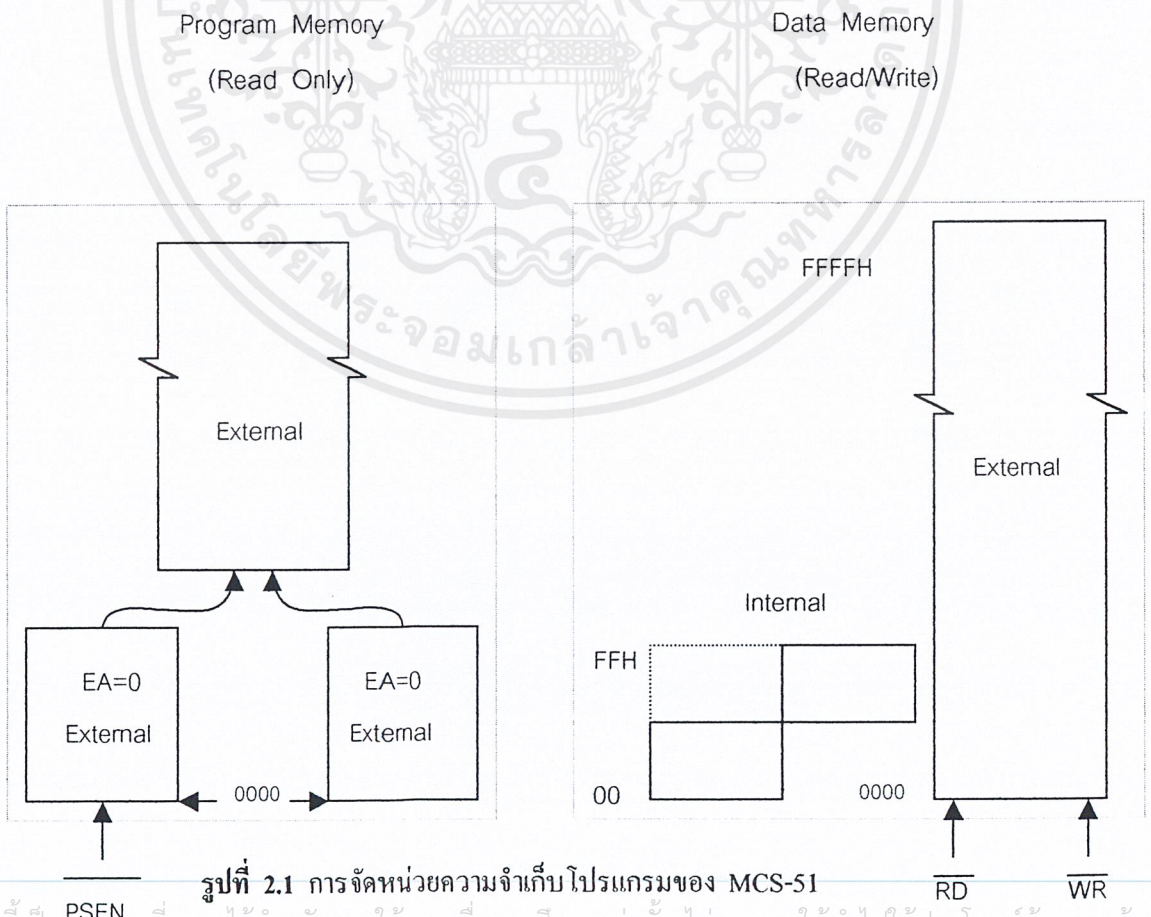 Program Memory
(Read Only)
Data Memory
(Read/Write)
FFFFH
External
External
Internal
EA=0
External
EA=0
External
FFH
0000
00
0000
รูปที่ 2.1 การจัดหน่วยความจำเก็บโปรแกรมของ MCS-51
PSEN
RD
WR